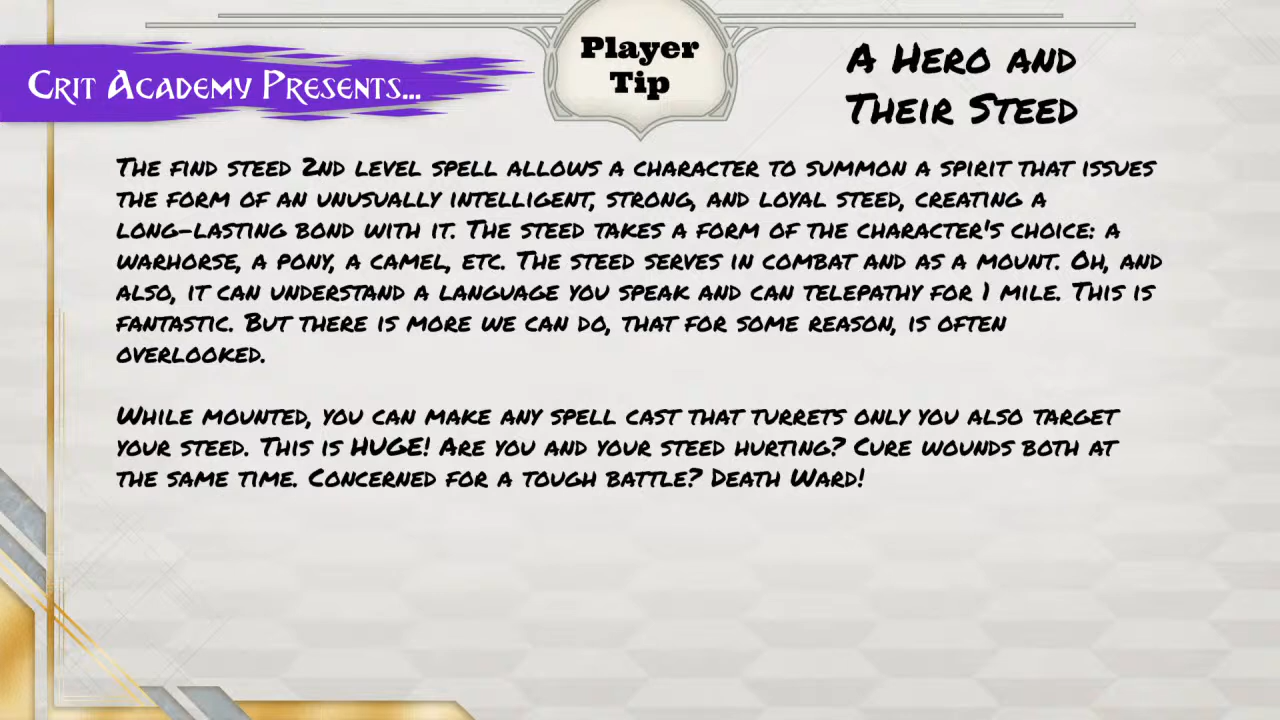 Crit Academy Presents...
Player
Tip
A Hero and
Their Steed
The find steed 2nd level spell allows a character to summon a spirit that issues
the form of an unusually intelligent, strong, and loyal steed, creating a
long-lasting bond with it. The steed takes a form of the character's choice: a
warhorse, a pony, a camel, etc. The steed serves in combat and as a mount. Oh, and
also, it can understand a language you speak and can telepathy for 1 mile. This is
fantastic. But there is more we can do, that for some reason, is often
overlooked.
While mounted, you can make any spell cast that turrets only you also target
your steed. This is HUGE! Are you and your steed hurting? Cure wounds both at
the same time. Concerned for a tough battle? Death Ward!